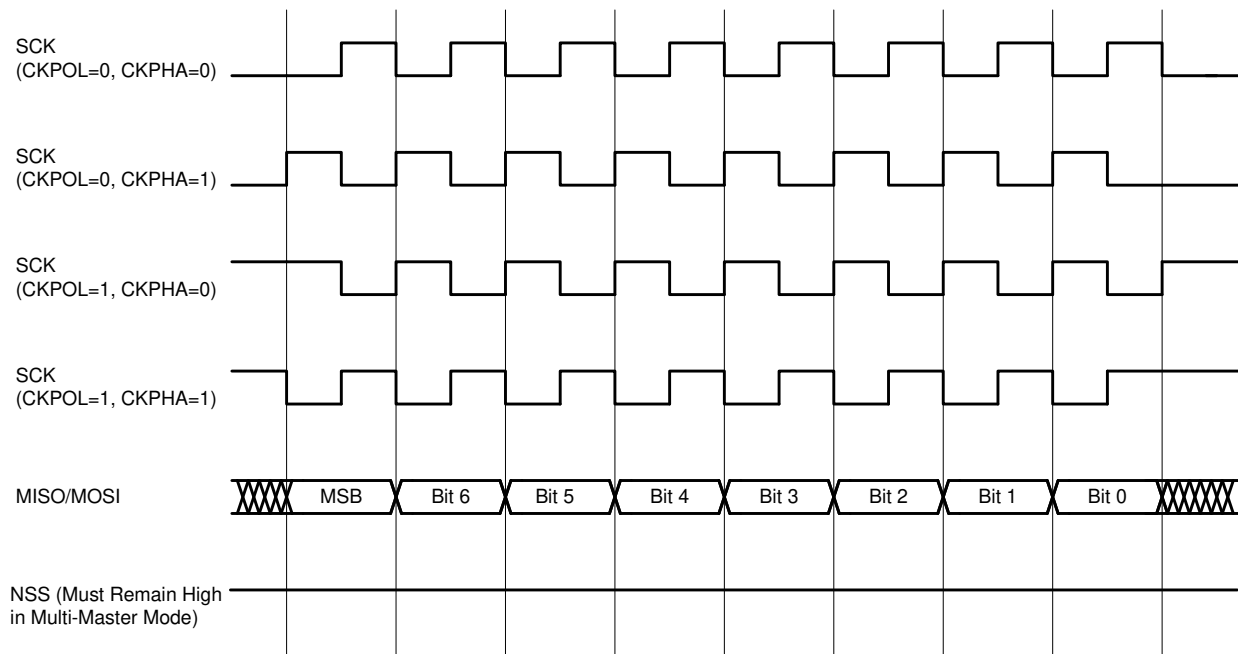 SCK
(CKPOL=0, CKPHA=0)
SCK
(CKPOL=0, CKPHA=1)
SCK
(CKPOL=1, CKPHA=0)
SCK
(CKPOL=1, CKPHA=1)
MISO/MOSI
MSB Bit 6 Bit 5 Bit 4 Bit 3 Bit 2 Bit 1 Bit 0
NSS (Must Remain High
in Multi-Master Mode)